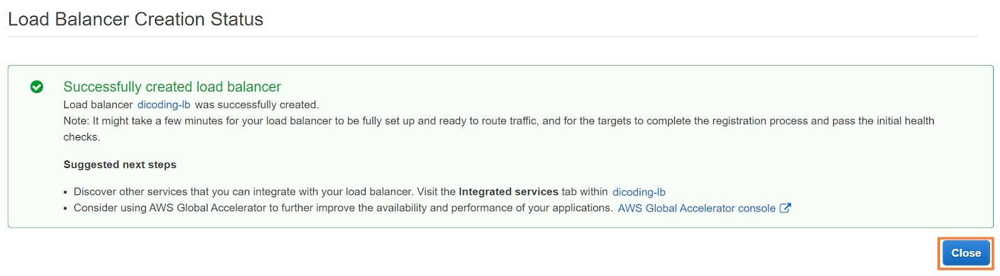 Load Balancer Creation Status
Successfully created load balancer
Load balancer dicoding-lb was successfully created.
Note: It might take a few minutes for your load balancer to be fully set up and ready to route traffic, and for the targets to complete the registration process and pass the initial health
checks.
Suggested next steps
• Discover other services that you can integrate with your load balancer. Visit the Integrated services tab within dicoding-lb
• Consider using AWS Global Accelerator to further improve the availability and performance of your applications. AWS Global Accelerator console
Close